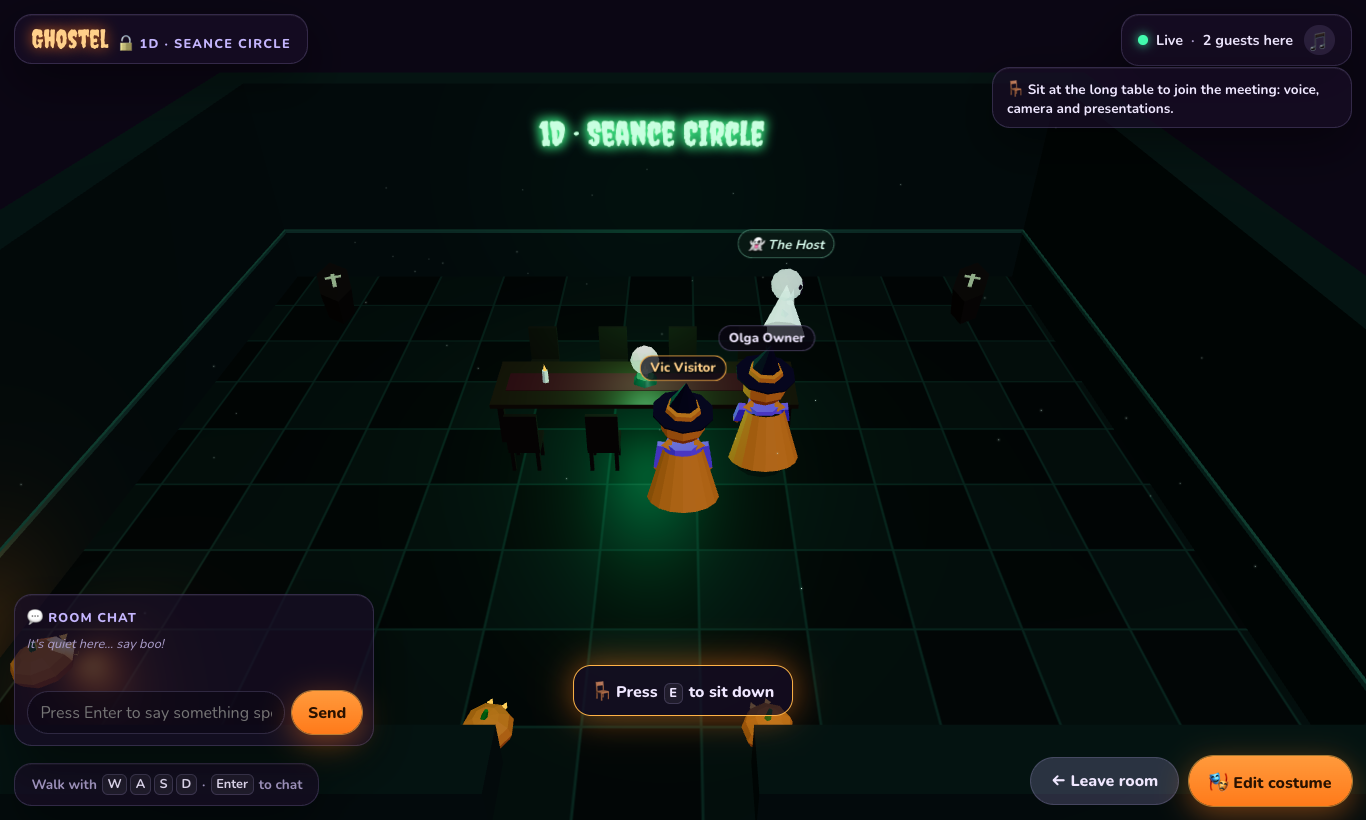 GHOSTEL 1D · SEANCE CIRCLE
Live · 2 guests here
Sit at the long table to join the meeting: voice,
camera and presentations.
1D · SEANCE CIRCLE
The Host
Olga Owner
Vic Visitor
ROOM CHAT
It's quiet here... say boo!
Press Enter to say something
Send
Press E to sit down
Walk with W A S D · Enter to chat
← Leave room
Edit costume